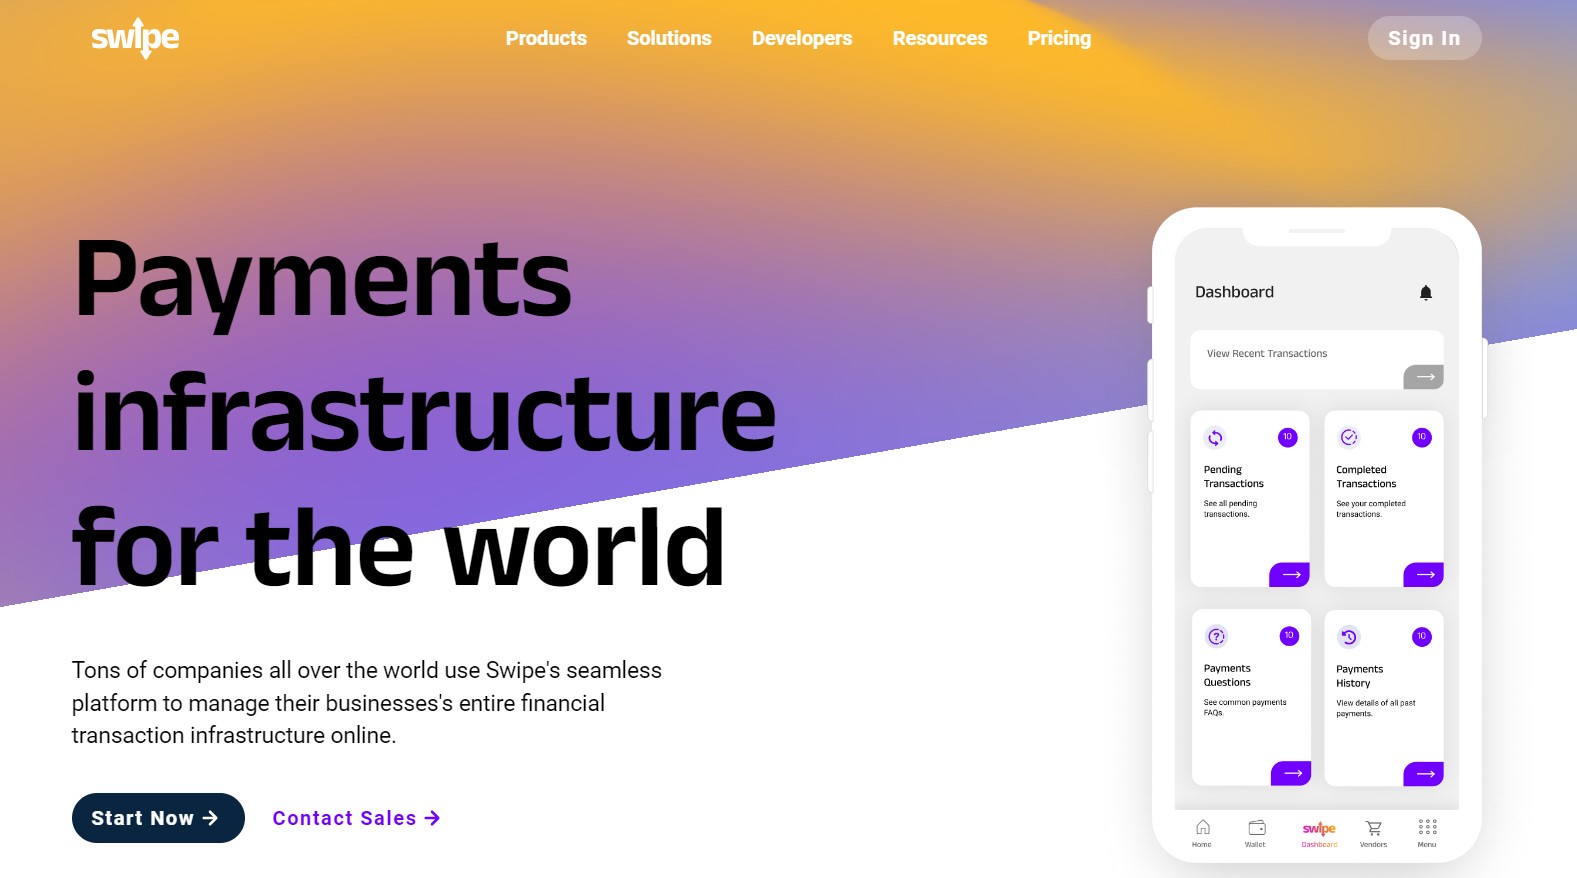 swipe
Products Solutions Developers Resources Pricing
Sign In
Payments
infrastructure
for the world
Tons of companies all over the world use Swipe's seamless
platform to manage their businesses's entire financial
transaction infrastructure online.
Start Now → Contact Sales →
Dashboard
View Recent Transactions
10
Pending
Transactions
See all pending
transactions.
10
Completed
Transactions
See your completed
transactions.
10
Payments
Questions
See common payments
FAQs.
10
Payments
History
View details of all past
payments.
swipe
Home Wallet Dashboard Vendors Menu